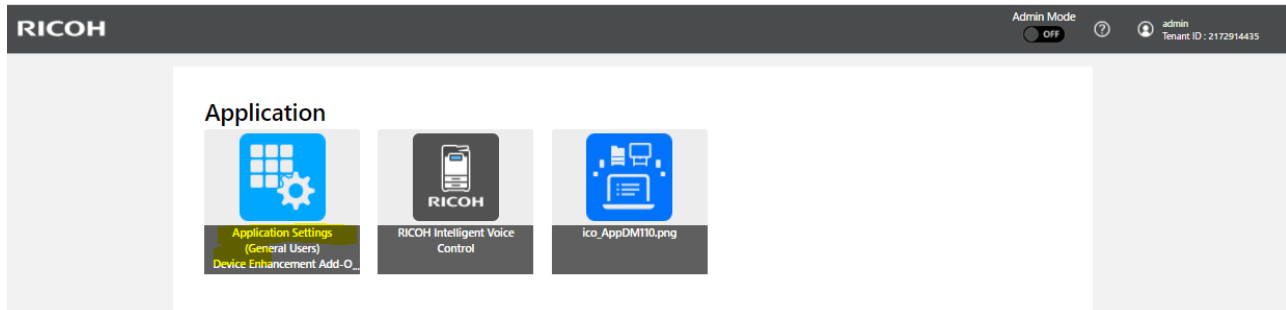 RICOH
Admin Mode
OFF
?
admin
Tenant ID : 2172914435
Application
RICOH
Application Settings
(General Users)
Device Enhancement Add-O...
RICOH Intelligent Voice
Control
ico_AppDM110.png